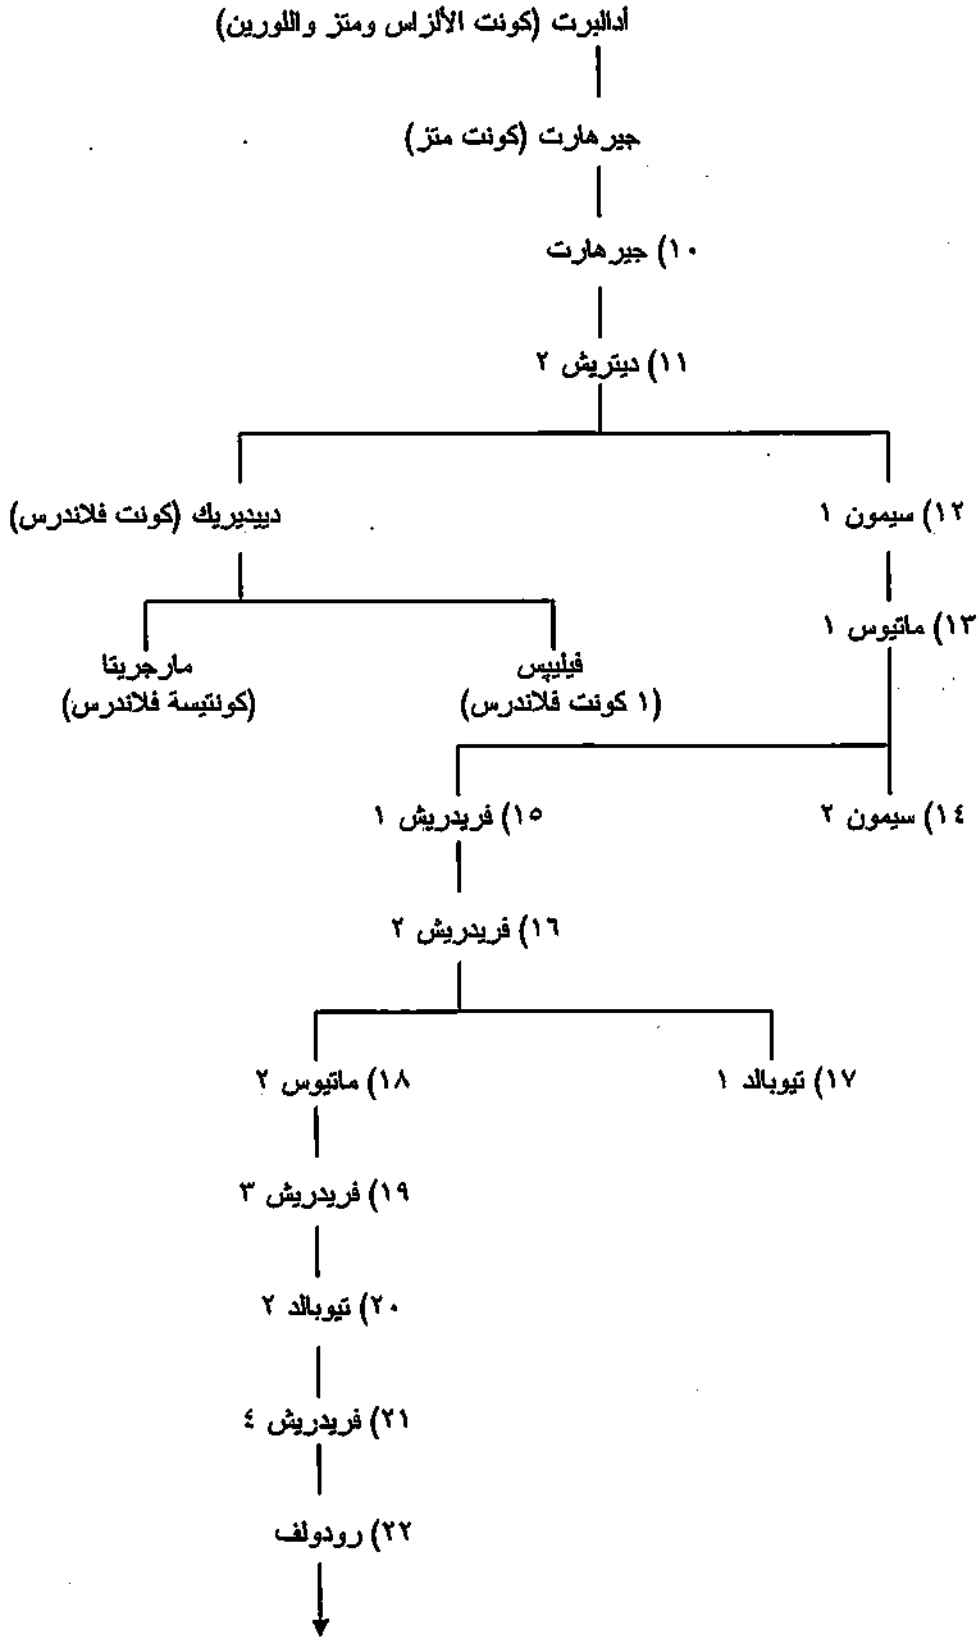 أدالبرت (كونت الألزاس ومتز واللورين)
جيرهارت (كونت متز)
١٠) جيرهارت
١١) ديتريش ٢
١٢) سيمون ١
دييديريك (كونت فلاندرس)
١٣) ماتيوس ١
فيليپس
(١ كونت فلاندرس)
مارجريتا
(كونتيسة فلاندرس)
١٤) سيمون ٢
١٥) فريدريش ١
١٦) فريدريش ٢
١٧) تيوبالد ١
١٨) ماتيوس ٢
١٩) فريدريش ٣
٢٠) تيوبالد ٢
٢١) فريدريش ٤
٢٢) رودولف